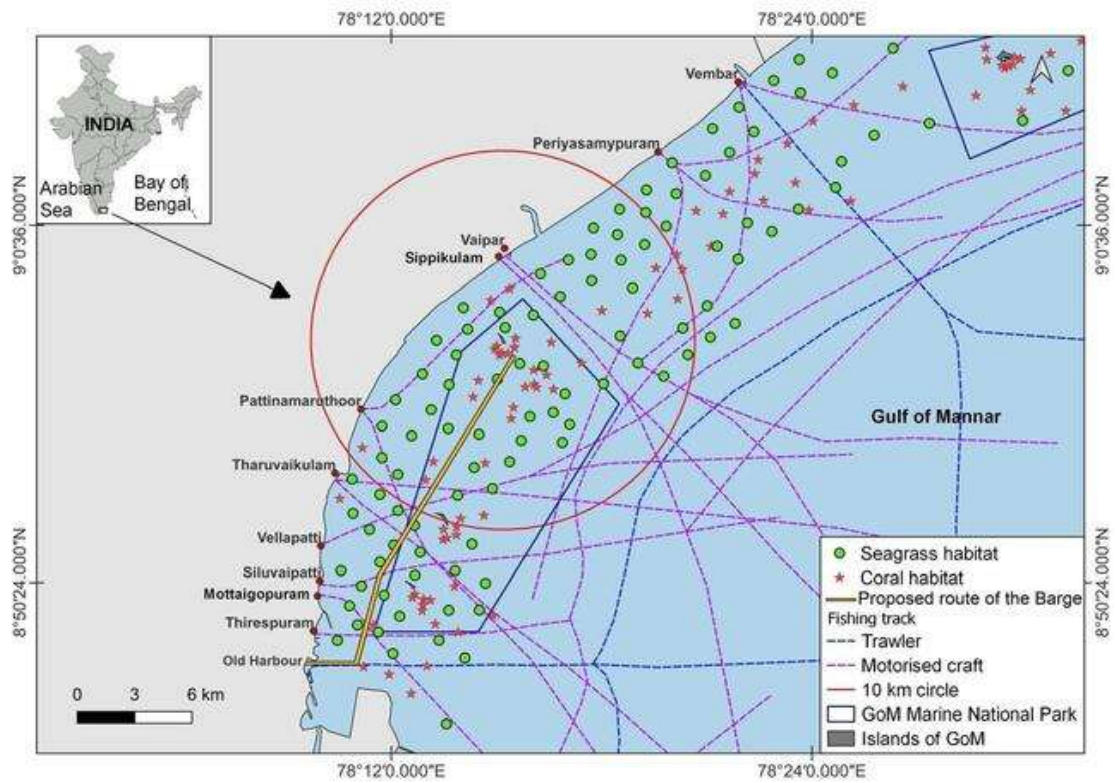 78°12'0.000"E
78°24'0.000"E
INDIA
Arabian
Sea
Bay of
Bengal
9°0'36.000"N
9°0'36.000"N
Vembar
Periyasamypuram
Vaipar
Sippikulam
Pattinamaruthoor
Tharuvaikulam
Vellapatti
Siluvaipatti
Mottaigopuram
Thirespuram
Old Harbour
Gulf of Mannar
8°50'24.000"N
8°50'24.000"N
0 3 6 km
Seagrass habitat
Coral habitat
Proposed route of the Barge
Fishing track
Trawler
Motorised craft
10 km circle
GoM Marine National Park
Islands of GoM
78°12'0.000"E
78°24'0.000"E